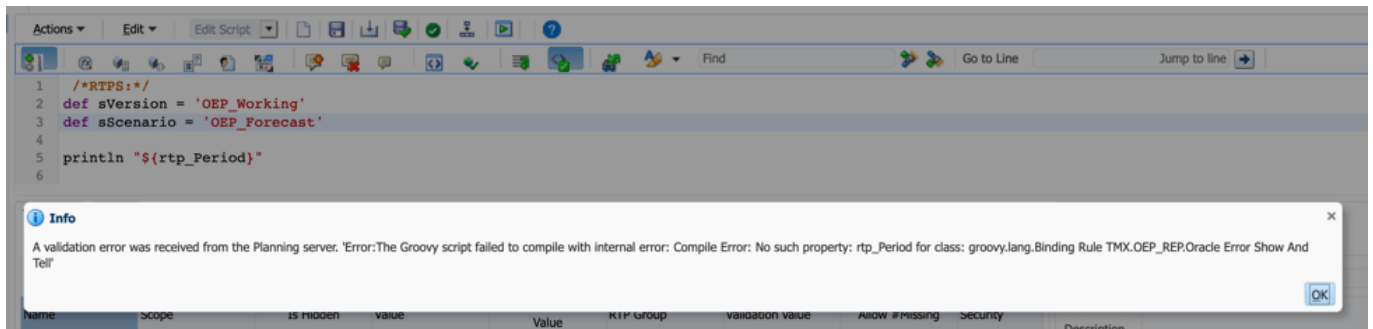 Actions Edit Edit Script
Find Go to Line Jump to line
1 /*RTPS:*/
2 def sVersion = 'OEP_Working'
3 def sScenario = 'OEP_Forecast'
4
5 println "${rtp_Period}"
6
Info
A validation error was received from the Planning server. 'Error:The Groovy script failed to compile with internal error: Compile Error: No such property: rtp_Period for class: groovy.lang.Binding Rule TMX.OEP_REP.Oracle Error Show And
Tell'
OK
Name Scope Is Hidden Value Value RTP Group Validation Value Allow #Missing Security Description